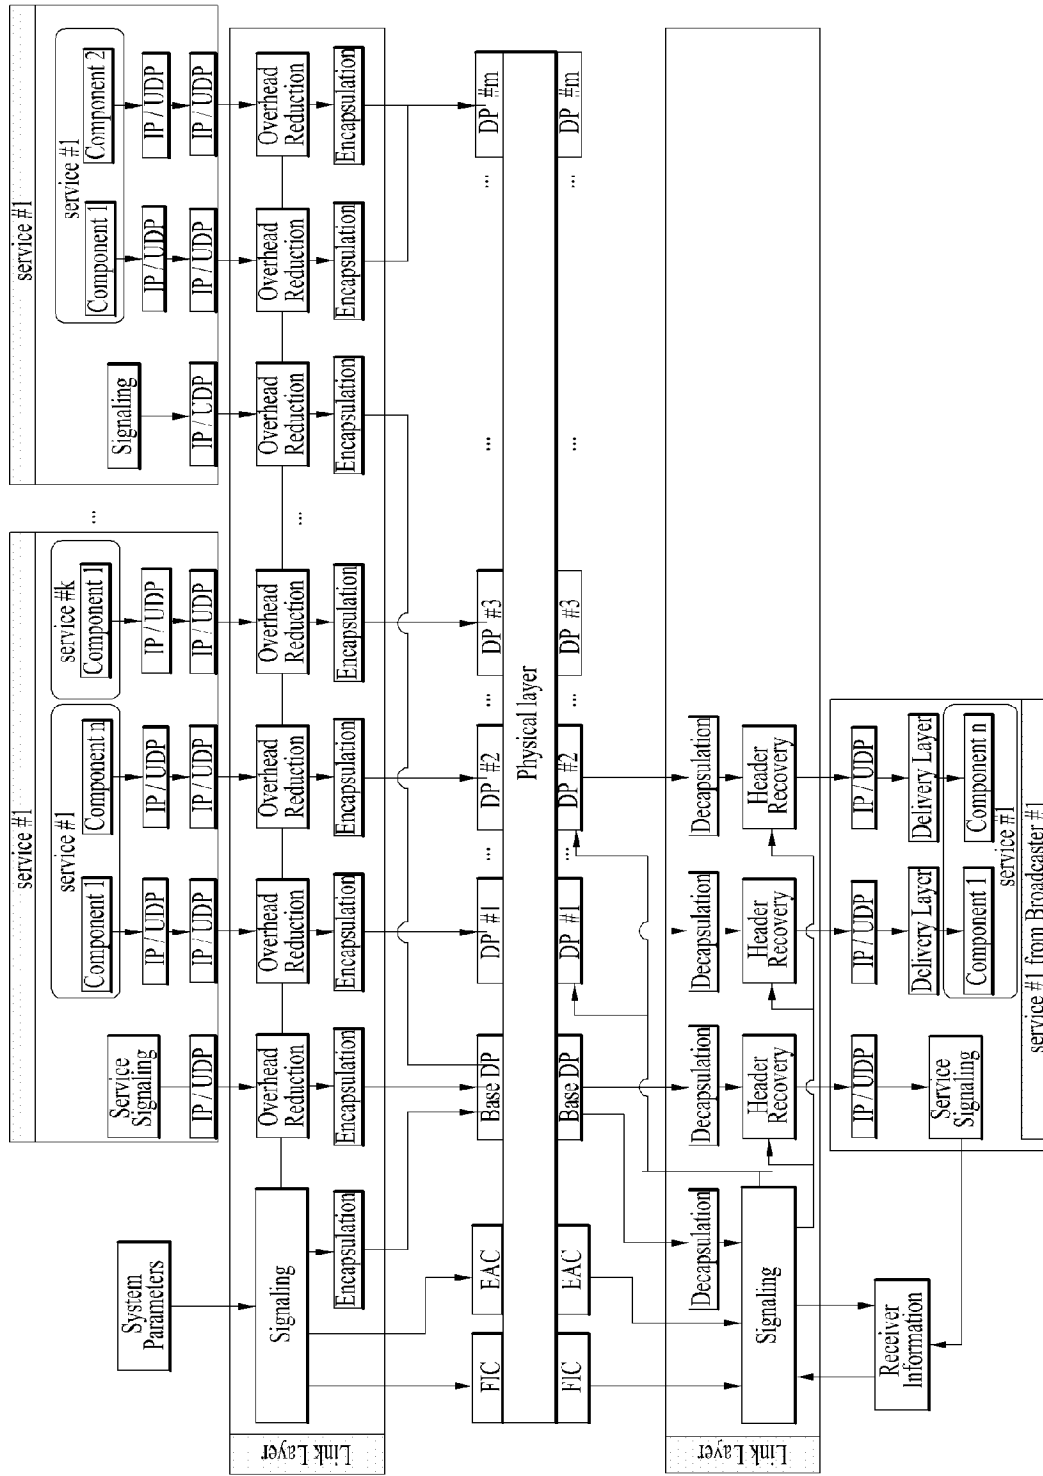 service #1
service #1
service #1
service #k
service #1
Component 1
Component n
Component 1
...
Component 1
Component 2
System
Parameters
Service
Signaling
Signaling
IP / UDP
IP / UDP
IP / UDP
IP / UDP
IP / UDP
IP / UDP
IP / UDP
IP / UDP
IP / UDP
IP / UDP
IP / UDP
IP / UDP
Link Layer
Signaling
Overhead
Reduction
Overhead
Reduction
Overhead
Reduction
Overhead
Reduction
...
Overhead
Reduction
Overhead
Reduction
Overhead
Reduction
Encapsulation
Encapsulation
Encapsulation
Encapsulation
Encapsulation
Encapsulation
Encapsulation
Encapsulation
FIC
EAC
Base DP
DP #1
...
DP #2
...
DP #3
...
...
DP #m
Physical layer
FIC
EAC
Base DP
DP #1
...
DP #2
...
DP #3
...
...
DP #m
Link Layer
Decapsulation
Decapsulation
Decapsulation
Decapsulation
Signaling
Header
Recovery
Header
Recovery
Header
Recovery
Receiver
Information
IP / UDP
IP / UDP
IP / UDP
Delivery Layer
Delivery Layer
Service
Signaling
Component 1
Component n
service #1
service #1 from Broadcaster #1